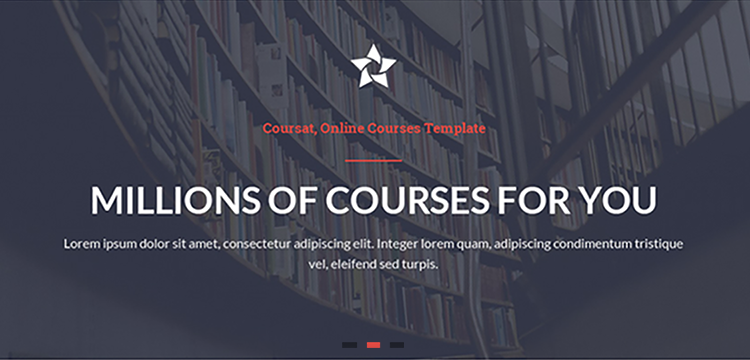 Coursat, Online Courses Template
MILLIONS OF COURSES FOR YOU
Lorem ipsum dolor sit amet, consectetur adipiscing elit. Integer lorem quam, adipiscing condimentum tristique
vel, eleifend sed turpis.